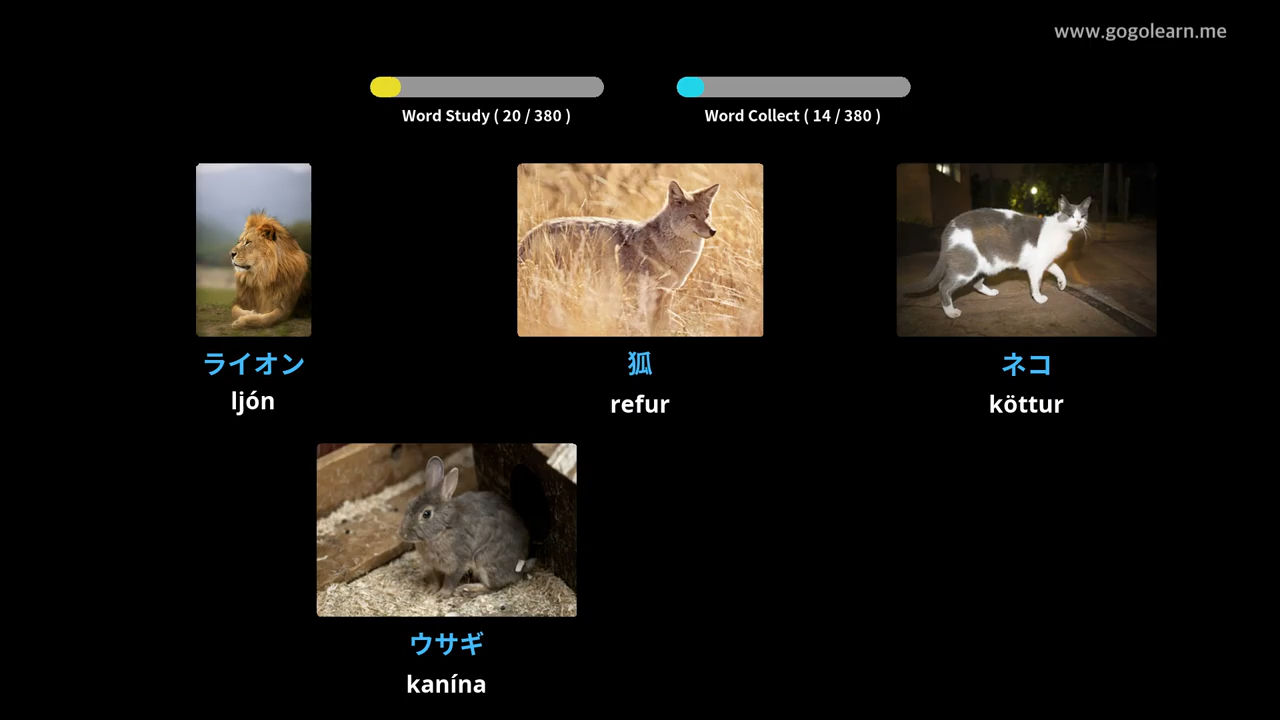 www.gogolearn.me
Word Study ( 20 / 380 )
Word Collect ( 14 / 380 )
ライオン
ljón
狐
refur
ネコ
köttur
ウサギ
kanína